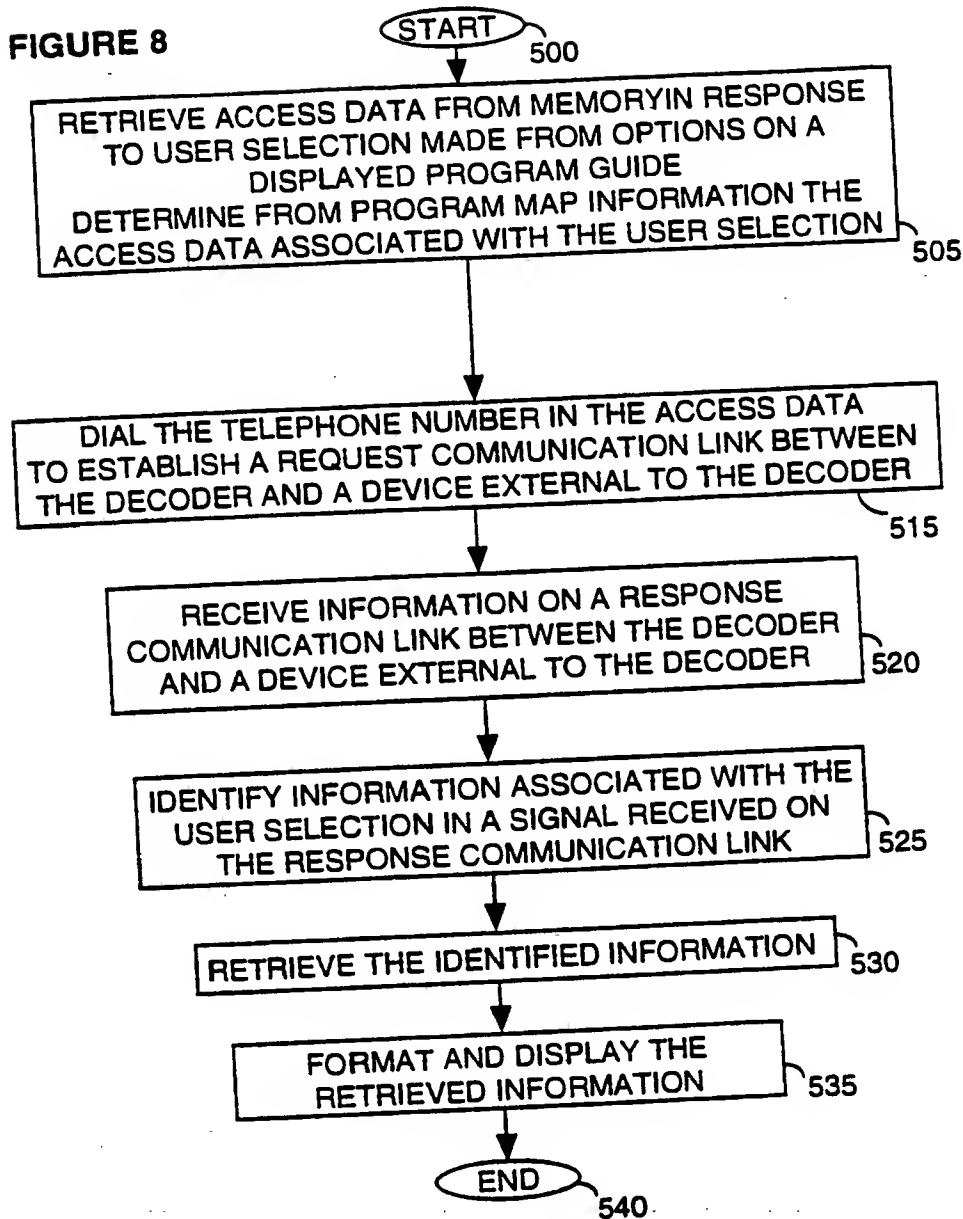 FIGURE 8
START
500
RETRIEVE ACCESS DATA FROM MEMORYIN RESPONSE
TO USER SELECTION MADE FROM OPTIONS ON A
DISPLAYED PROGRAM GUIDE
DETERMINE FROM PROGRAM MAP INFORMATION THE
ACCESS DATA ASSOCIATED WITH THE USER SELECTION
505
DIAL THE TELEPHONE NUMBER IN THE ACCESS DATA
TO ESTABLISH A REQUEST COMMUNICATION LINK BETWEEN
THE DECODER AND A DEVICE EXTERNAL TO THE DECODER
515
RECEIVE INFORMATION ON A RESPONSE
COMMUNICATION LINK BETWEEN THE DECODER
AND A DEVICE EXTERNAL TO THE DECODER
520
IDENTIFY INFORMATION ASSOCIATED WITH THE
USER SELECTION IN A SIGNAL RECEIVED ON
THE RESPONSE COMMUNICATION LINK
525
RETRIEVE THE IDENTIFIED INFORMATION
530
FORMAT AND DISPLAY THE
RETRIEVED INFORMATION
535
END
540